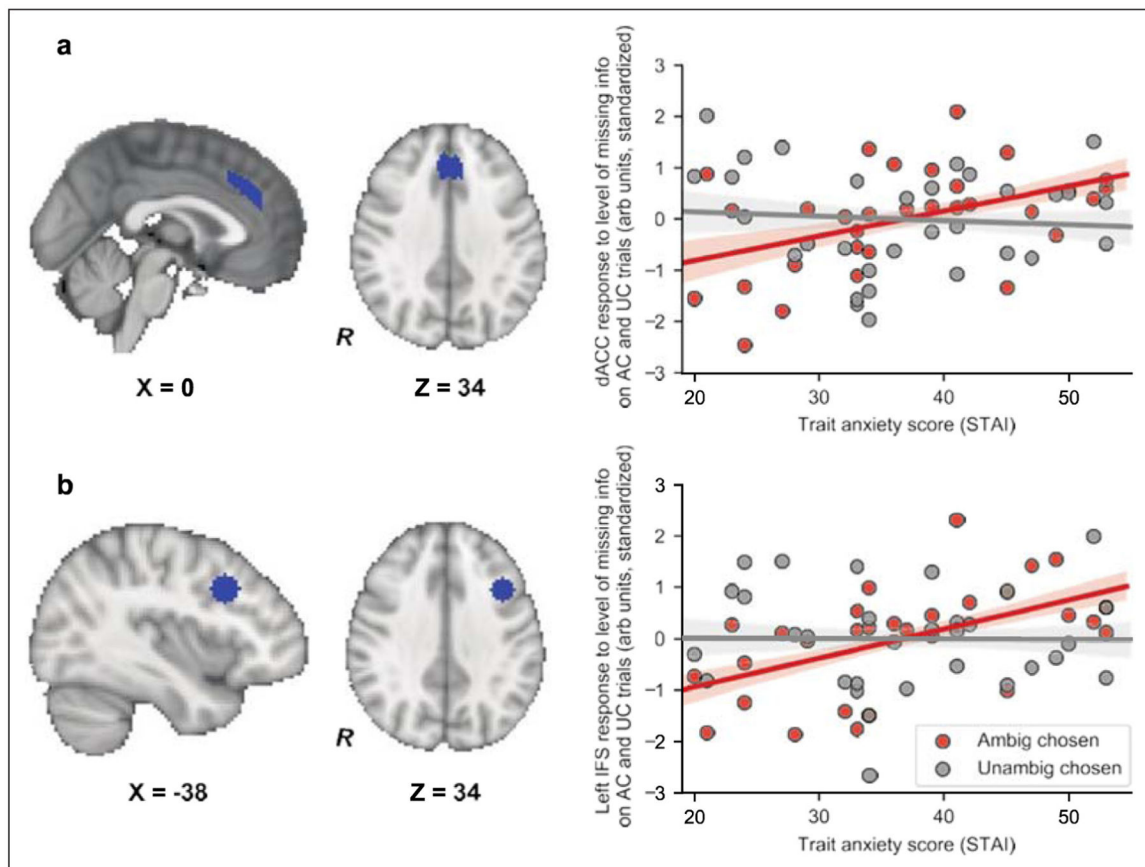 a
R
X = 0
Z = 34
dACC response to level of missing info
on AC and UC trials (arb units, standardized)
3
2
1
0
−1
−2
−3
20
30
40
50
Trait anxiety score (STAI)
b
R
X = -38
Z = 34
Left IFS response to level of missing info
on AC and UC trials (arb units, standardized)
3
2
1
0
−1
−2
−3
Ambig chosen
Unambig chosen
20
30
40
50
Trait anxiety score (STAI)